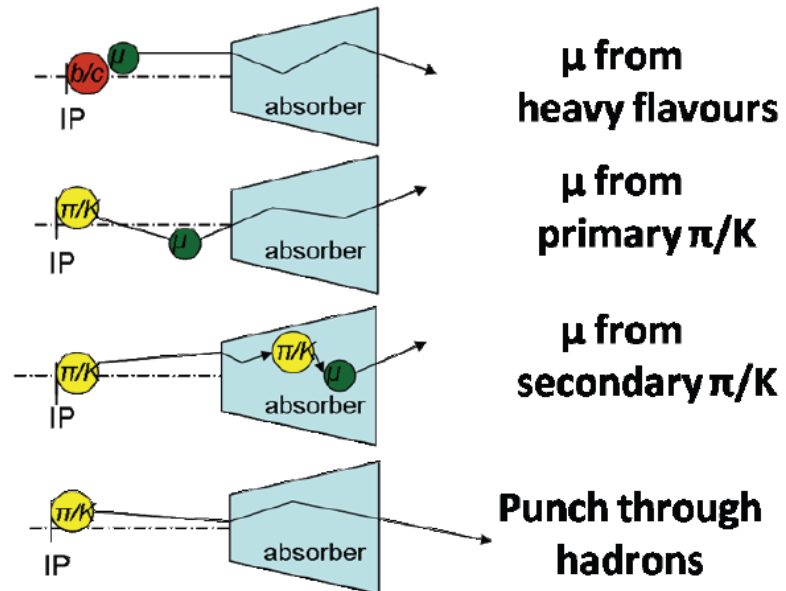 b/c μ
IP
absorber
μ from
heavy flavours
π/K
μ
IP
absorber
μ from
primary π/K
π/K
π/K
μ
IP
absorber
μ from
secondary π/K
π/K
IP
absorber
Punch through
hadrons